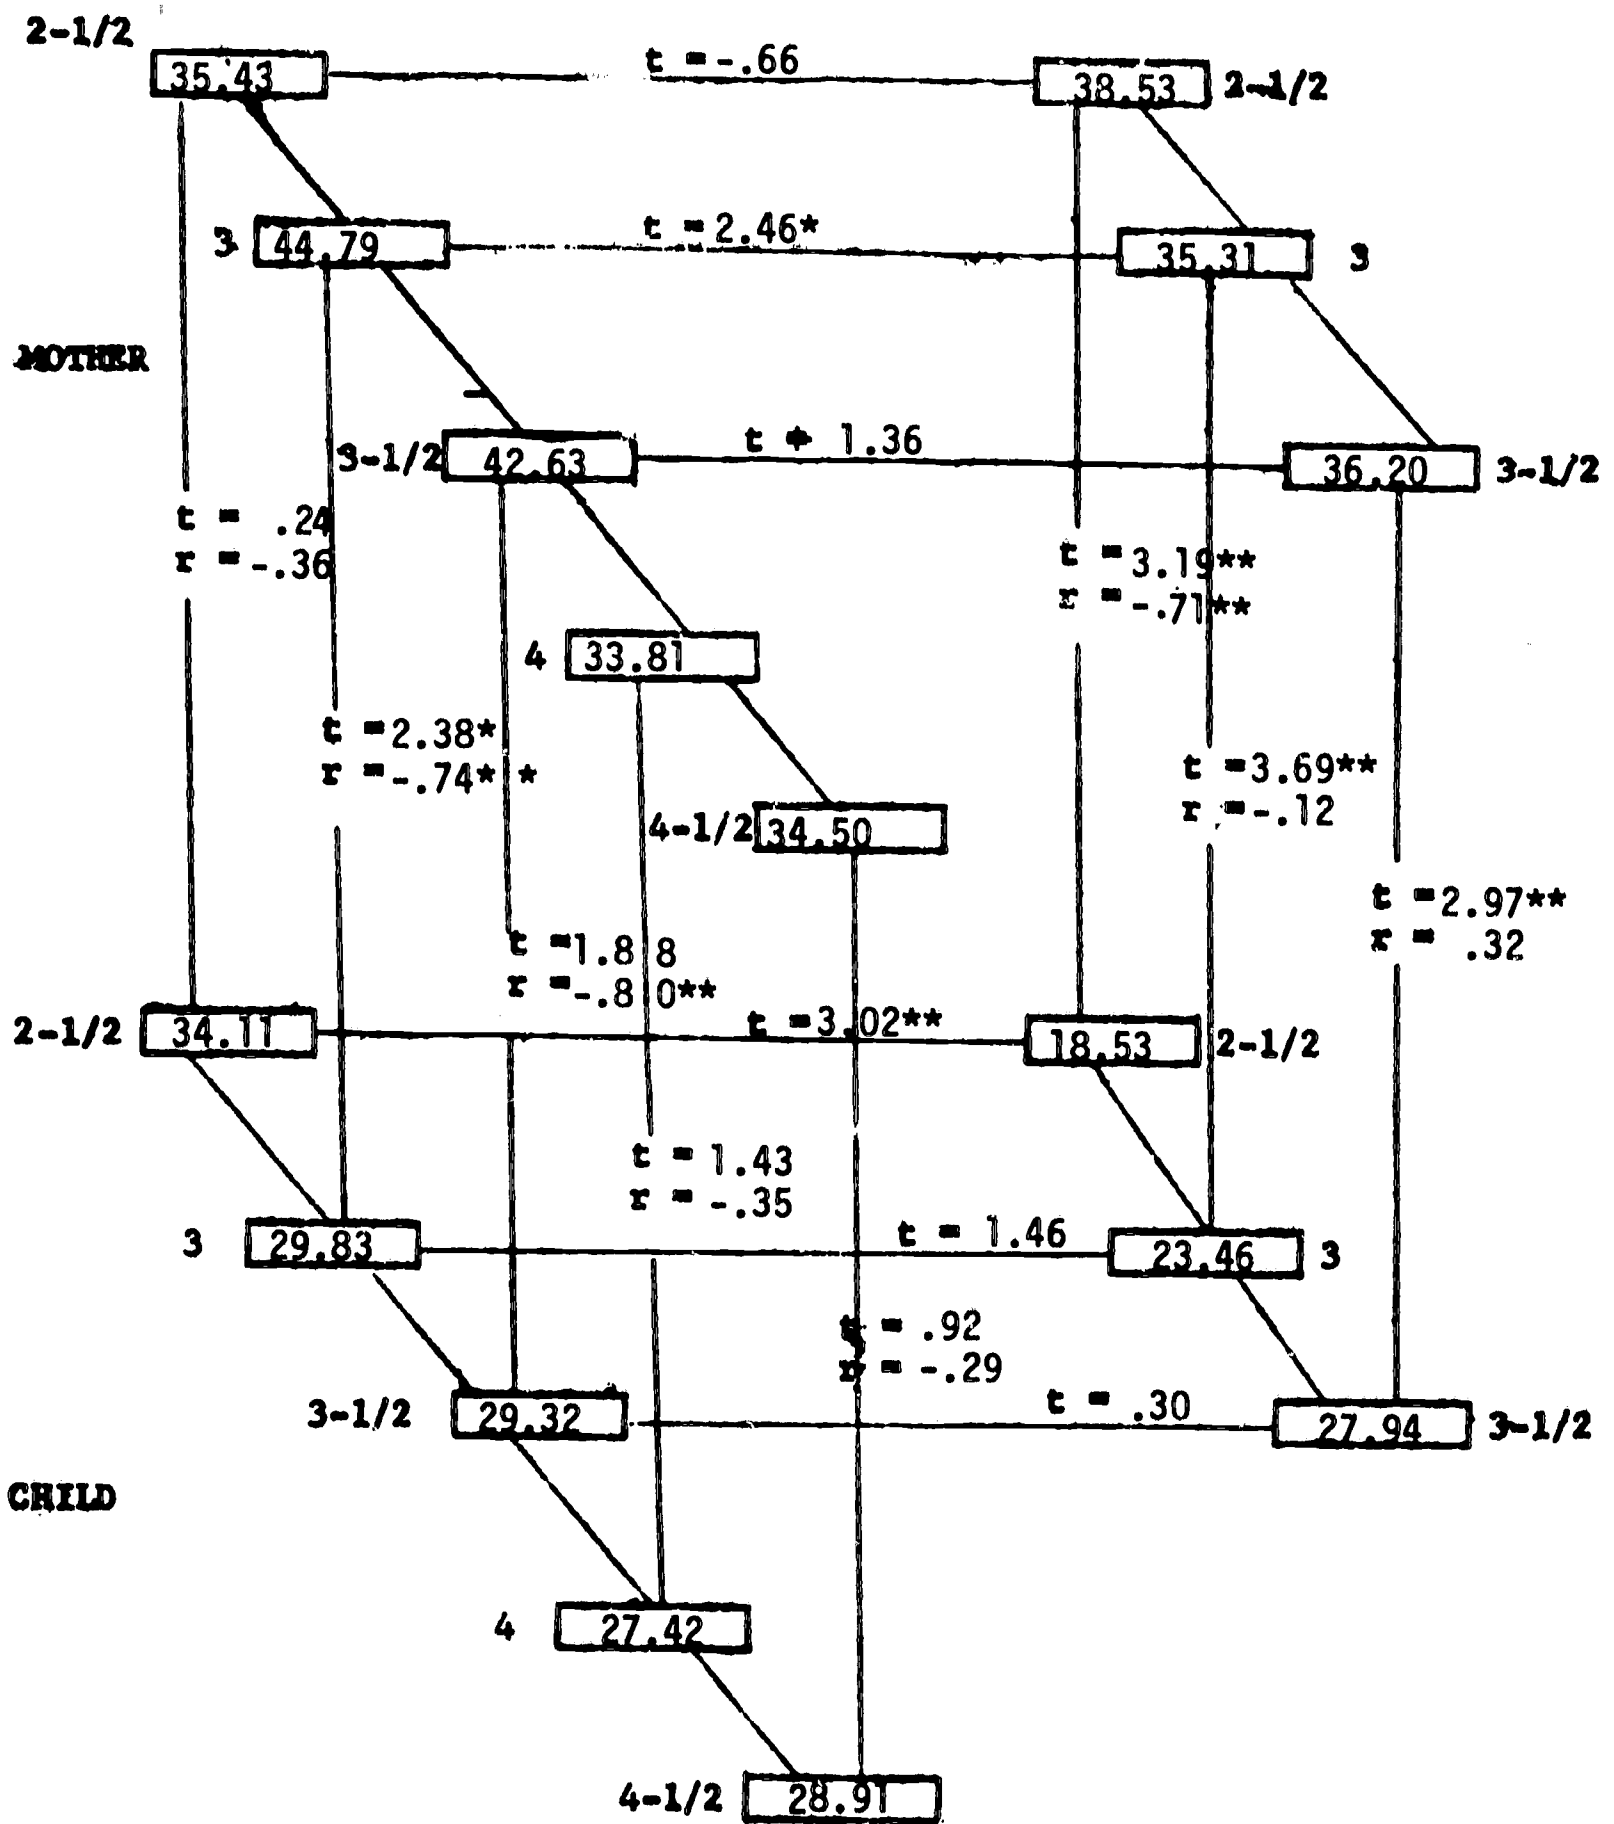 2-1/2
35.43 t =-.66 38.53 2-1/2
3 44.79 t =2.46* 35.31 3
MOTHER
3-1/2 42.63 t = 1.36 36.20 3-1/2
t = .24
r =-.36
t =3.19**
r =-.71**
4 33.81
t =2.38*
r =-.74* *
t =3.69**
r =-.12
4-1/2 34.50
t =2.97**
r = .32
t =1.8 8
r =-.8 0**
2-1/2 34.11 t =3.02** 18.53 2-1/2
t = 1.43
r = -.35
3 29.83 t = 1.46 23.46 3
t = .92
r = -.29
3-1/2 29.32 t = .30 27.94 3-1/2
CHILD
4 27.42
4-1/2 28.91